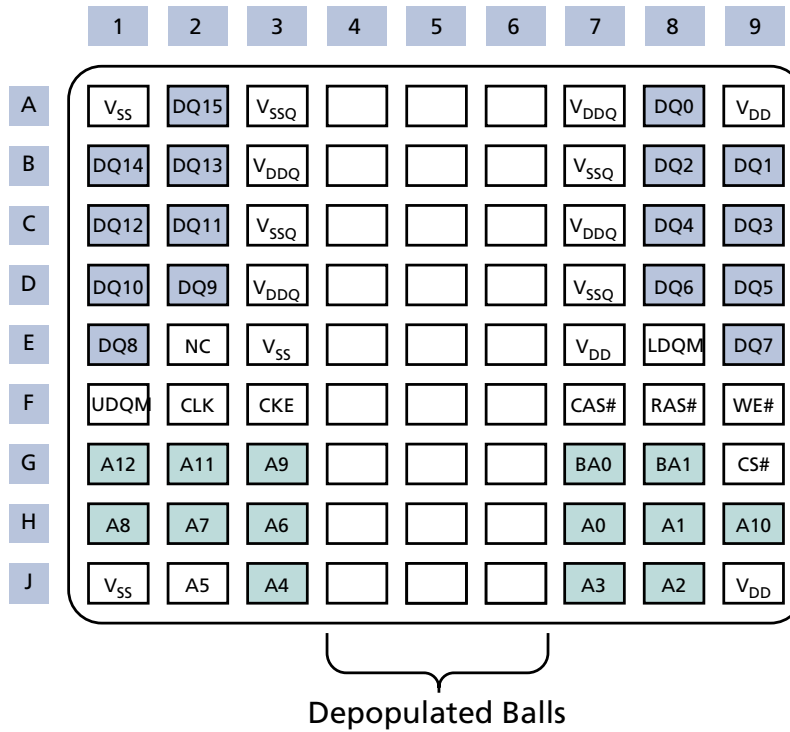 1 2 3 4 5 6 7 8 9
A VSS DQ15 VSSQ VDDQ DQ0 VDD
B DQ14 DQ13 VDDQ VSSQ DQ2 DQ1
C DQ12 DQ11 VSSQ VDDQ DQ4 DQ3
D DQ10 DQ9 VDDQ VSSQ DQ6 DQ5
E DQ8 NC VSS VDD LDQM DQ7
F UDQM CLK CKE CAS# RAS# WE#
G A12 A11 A9 BA0 BA1 CS#
H A8 A7 A6 A0 A1 A10
J VSS A5 A4 A3 A2 VDD
Depopulated Balls